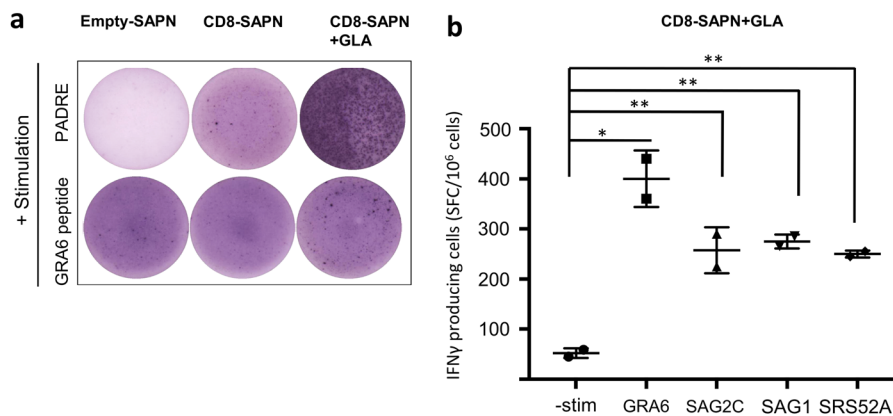 a
Empty-SAPN CD8-SAPN CD8-SAPN
+GLA
+ Stimulation
PADRE
GRA6 peptide
b
CD8-SAPN+GLA
**
**
**
*
IFNγ producing cells (SFC/10⁶ cells)
500
400
300
200
100
-stim GRA6 SAG2C SAG1 SRS52A